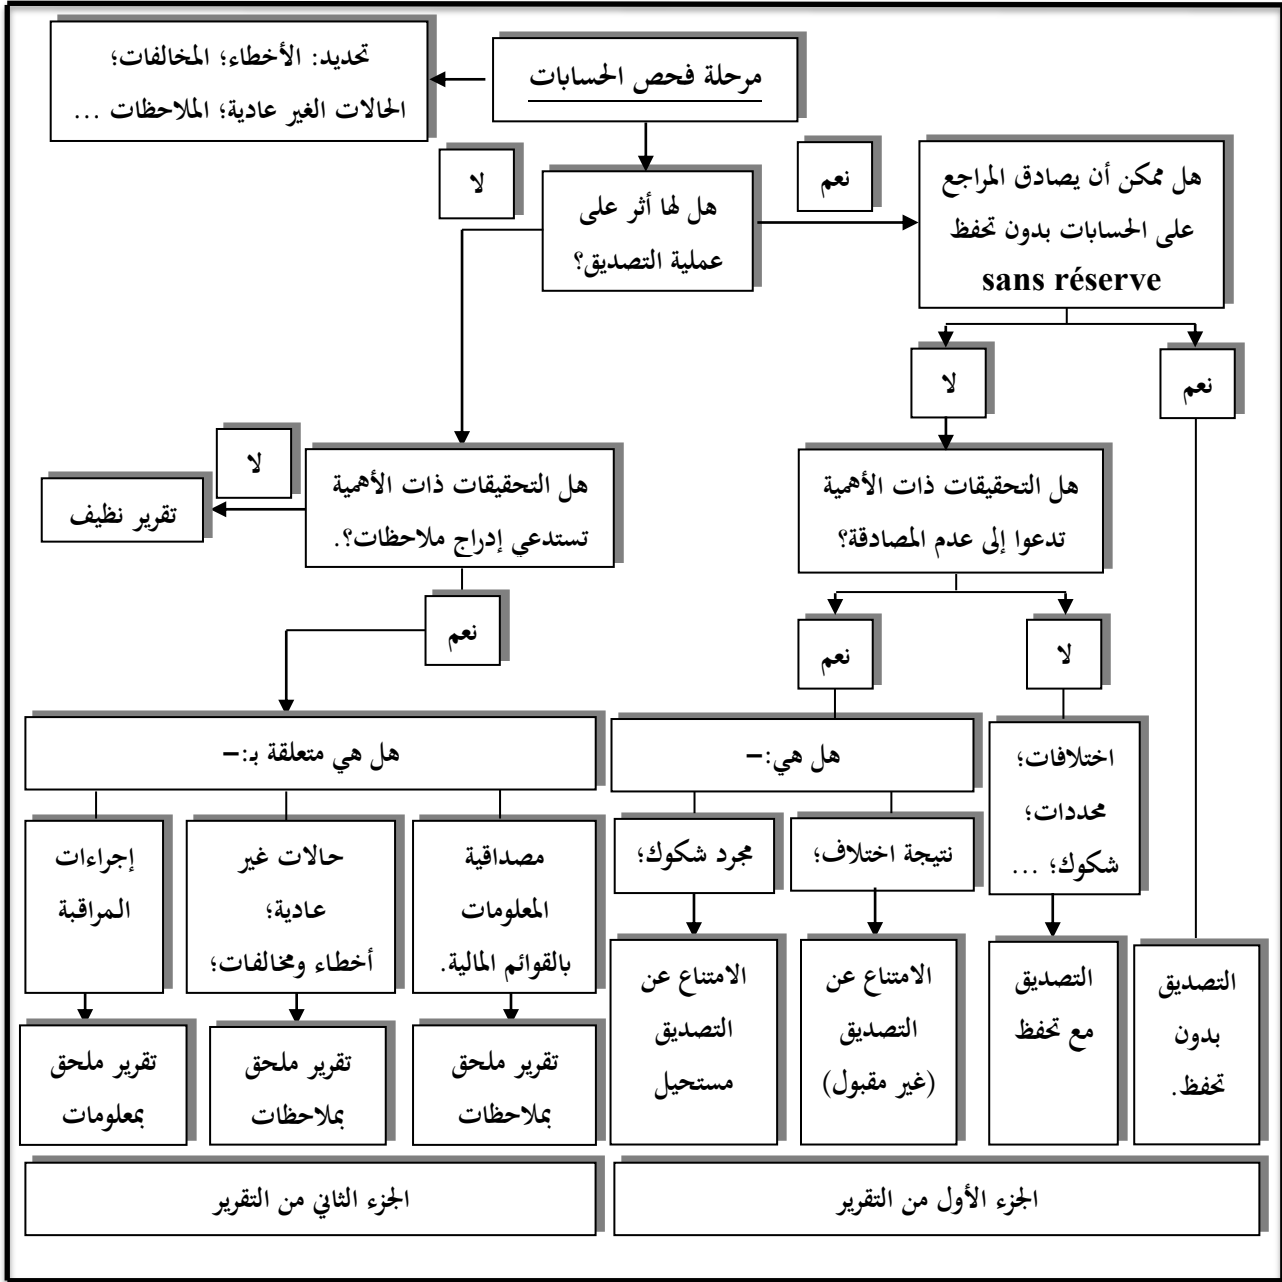 مرحلة فحص الحسابات
تحديد: الأخطاء؛ المخالفات؛
الحالات الغير عادية؛ الملاحظات ...
هل لها أثر على
عملية التصديق؟
نعم
لا
هل ممكن أن يصادق المراجع
على الحسابات بدون تحفظ
sans réserve
نعم
لا
هل التحقيقات ذات الأهمية
تدعوا إلى عدم المصادقة؟
هل التحقيقات ذات الأهمية
تستدعي إدراج ملاحظات؟.
لا
تقرير نظيف
لا
نعم
نعم
اختلافات؛
محددات؛
شكوك؛ ...
هل هي:–
هل هي متعلقة بـ:–
نتيجة اختلاف؛
مجرد شكوك؛
مصداقية
المعلومات
بالقوائم المالية.
حالات غير
عادية؛
أخطاء ومخالفات؛
إجراءات
المراقبة
التصديق
بدون
تحفظ.
التصديق
مع تحفظ
الامتناع عن
التصديق
(غير مقبول)
الامتناع عن
التصديق
مستحيل
تقرير ملحق
بملاحظات
تقرير ملحق
بملاحظات
تقرير ملحق
بمعلومات
الجزء الأول من التقرير
الجزء الثاني من التقرير